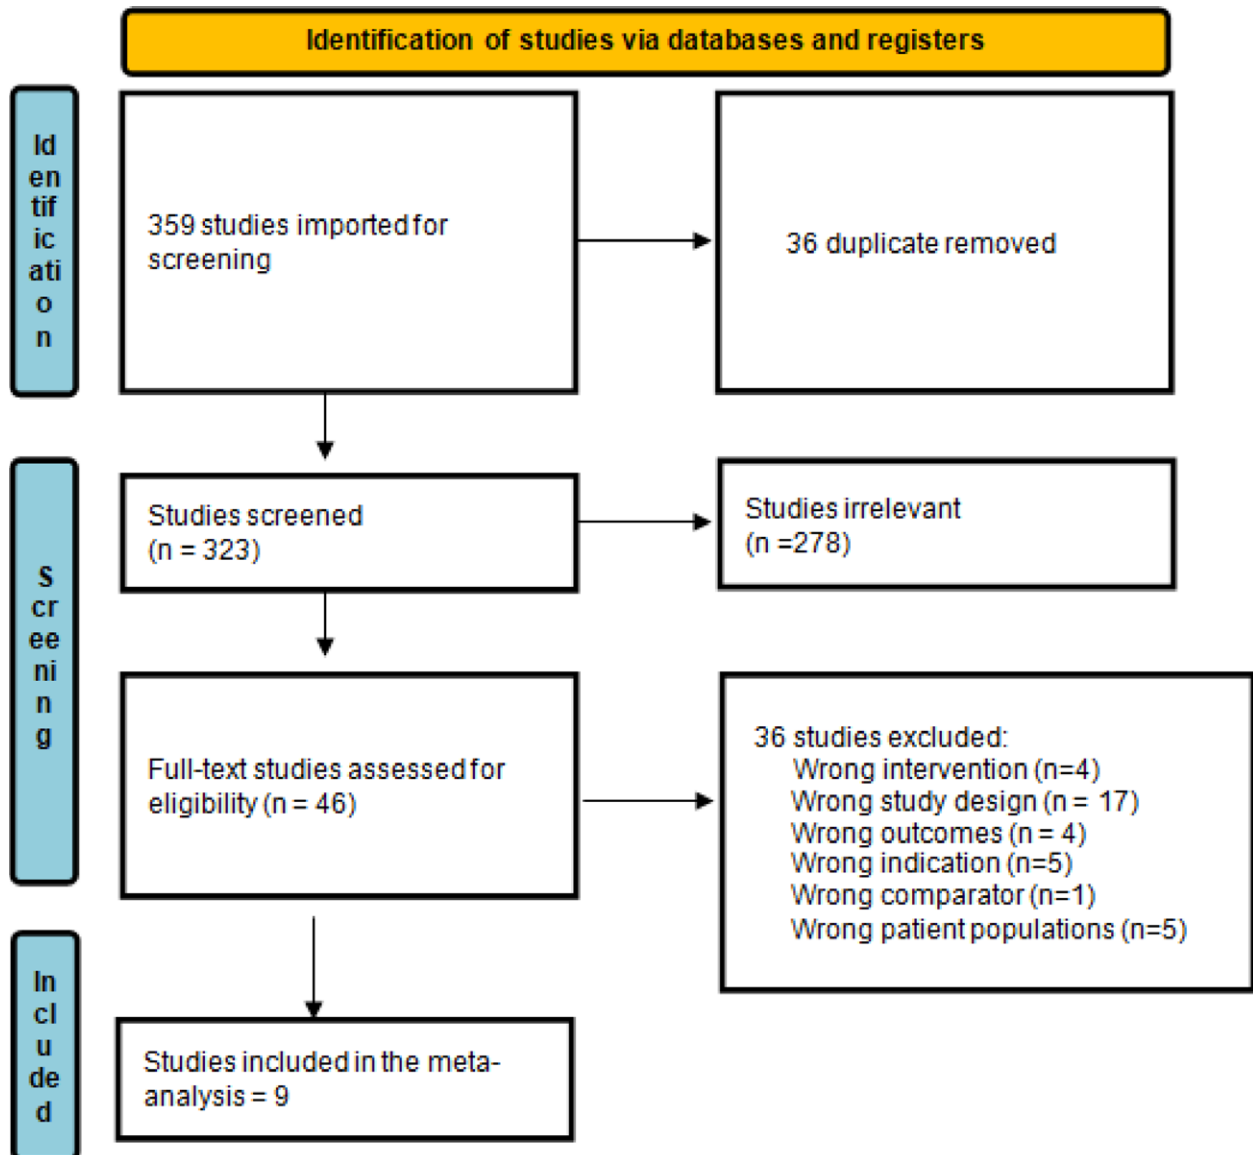 Identification of studies via databases and registers
Id
en
tif
ic
ati
o
n
359 studies imported for
screening
36 duplicate removed
S
cr
ee
ni
n
g
Studies screened
(n = 323)
Studies irrelevant
(n =278)
Full-text studies assessed for
eligibility (n = 46)
36 studies excluded:
Wrong intervention (n=4)
Wrong study design (n = 17)
Wrong outcomes (n = 4)
Wrong indication (n=5)
Wrong comparator (n=1)
Wrong patient populations (n=5)
In
cl
u
de
d
Studies included in the meta-
analysis = 9